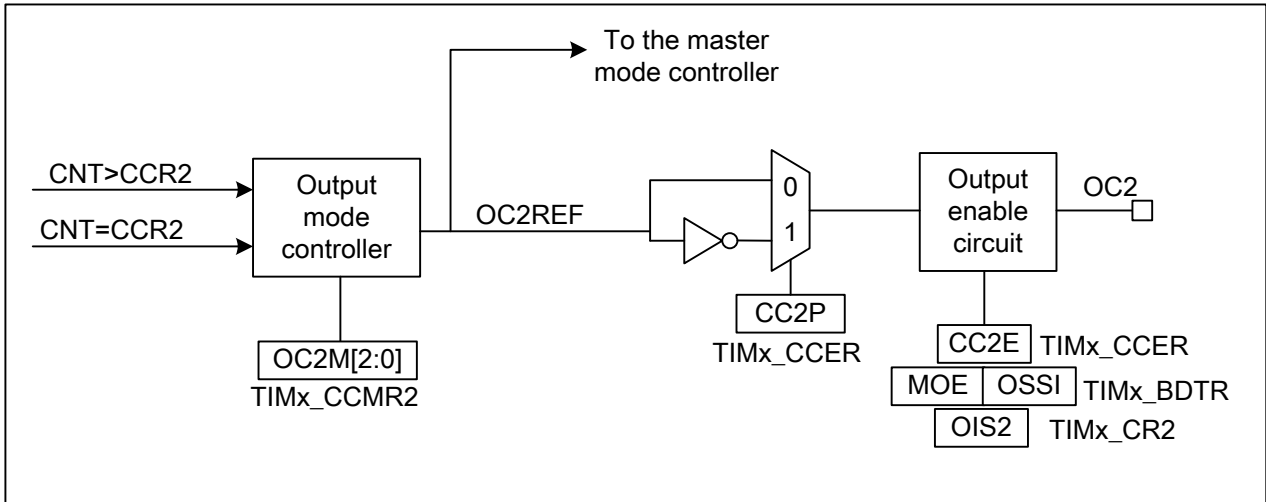 To the master
mode controller
CNT>CCR2
CNT=CCR2
Output
mode
controller
OC2REF
0
1
Output
enable
circuit
OC2
CC2P
TIMx_CCER
OC2M[2:0]
TIMx_CCMR2
CC2E TIMx_CCER
MOE OSSI TIMx_BDTR
OIS2 TIMx_CR2